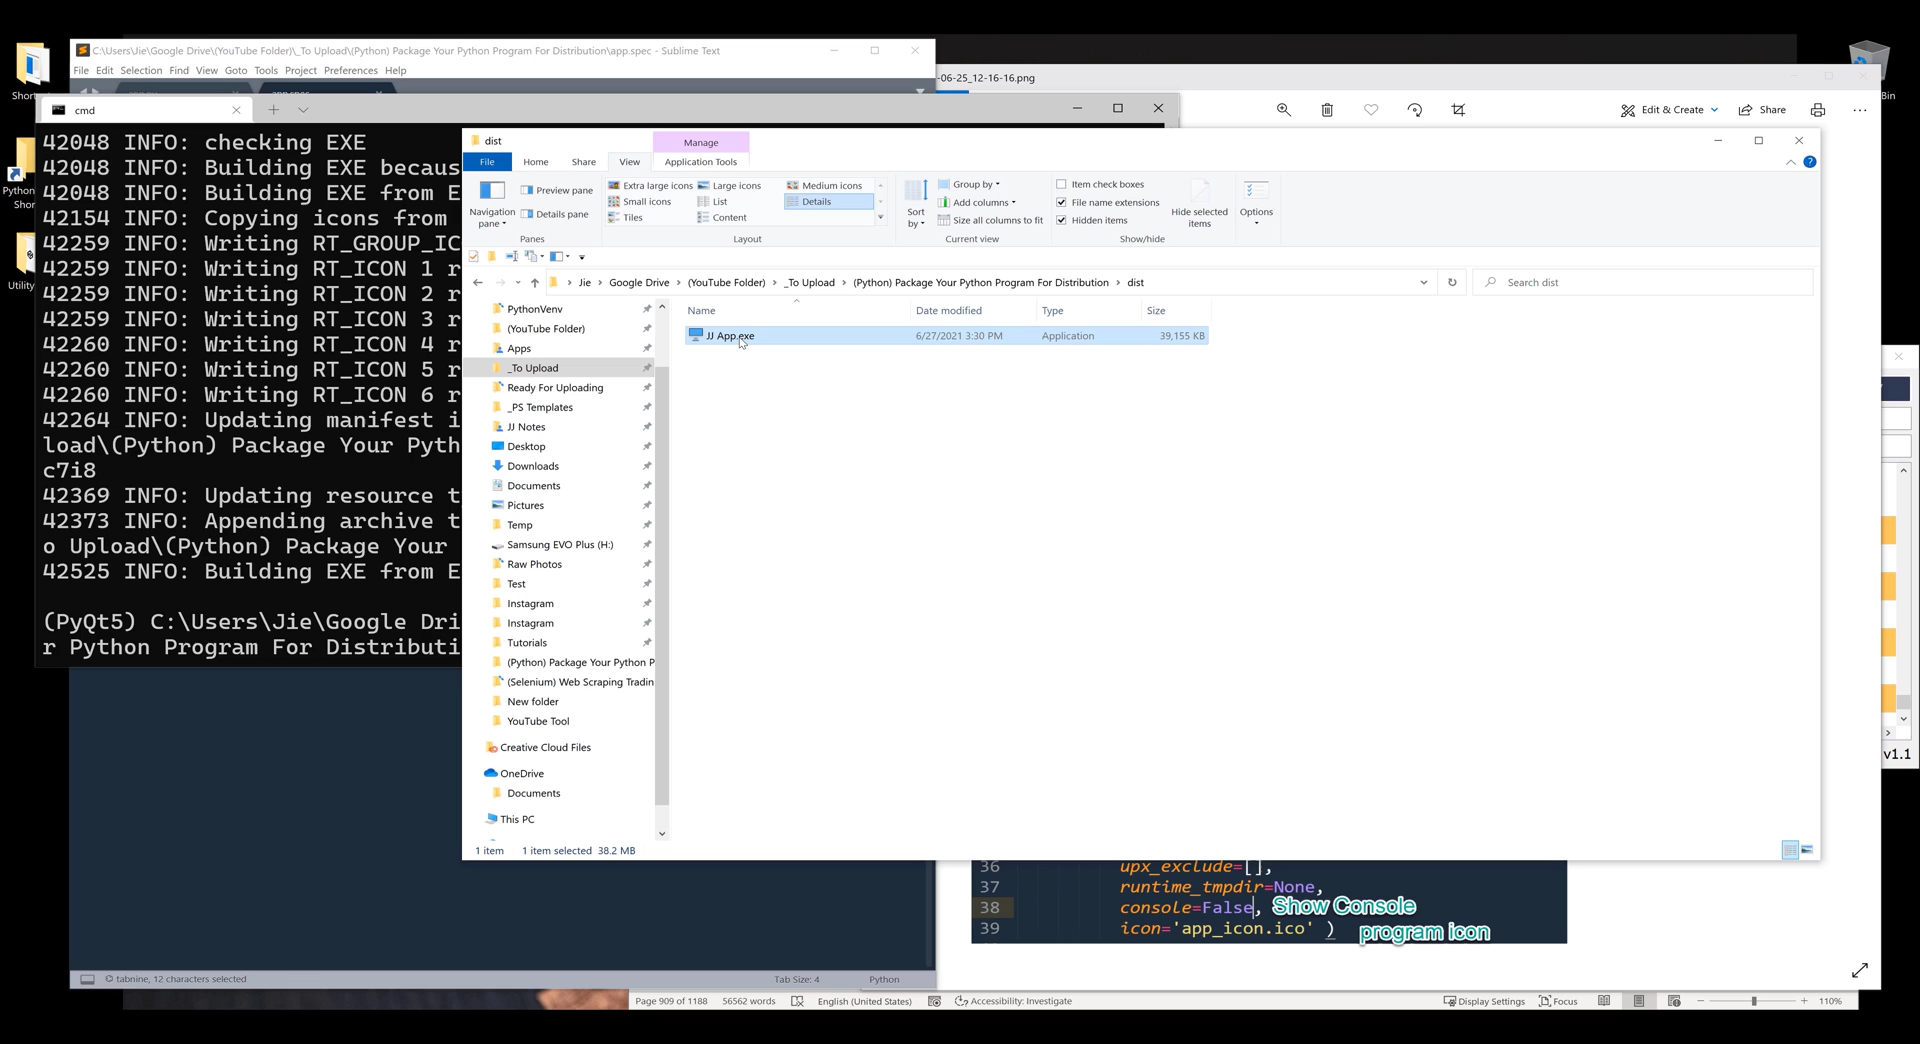 C:\Users\Jie\Google Drive\(YouTube Folder)\_To Upload\(Python) Package Your Python Program For Distribution\app.spec - Sublime Text
File Edit Selection Find View Goto Tools Project Preferences Help
-06-25_12-16-16.png
Edit & Create
Share
Bin
Python
Utility
cmd
42048 INFO: checking EXE
42048 INFO: Building EXE becaus
42048 INFO: Building EXE from E
42154 INFO: Copying icons from
42259 INFO: Writing RT_GROUP_IC
42259 INFO: Writing RT_ICON 1 r
42259 INFO: Writing RT_ICON 2 r
42259 INFO: Writing RT_ICON 3 r
42260 INFO: Writing RT_ICON 4 r
42260 INFO: Writing RT_ICON 5 r
42260 INFO: Writing RT_ICON 6 r
42264 INFO: Updating manifest i
load\(Python) Package Your Pyth
c7i8
42369 INFO: Updating resource t
42373 INFO: Appending archive t
o Upload\(Python) Package Your
42525 INFO: Building EXE from E
(PyQt5) C:\Users\Jie\Google Dri
r Python Program For Distributi
dist
Manage
File Home Share View Application Tools
Navigation pane
Preview pane
Details pane
Panes
Extra large icons Large icons Medium icons
Small icons List Details
Tiles Content
Layout
Sort by
Group by
Add columns
Size all columns to fit
Current view
Item check boxes
File name extensions
Hidden items
Hide selected items
Show/hide
Options
Jie > Google Drive > (YouTube Folder) > _To Upload > (Python) Package Your Python Program For Distribution > dist
Search dist
Name Date modified Type Size
JJ App.exe 6/27/2021 3:30 PM Application 39,155 KB
PythonVenv
(YouTube Folder)
Apps
_To Upload
Ready For Uploading
_PS Templates
JJ Notes
Desktop
Downloads
Documents
Pictures
Temp
Samsung EVO Plus (H:)
Raw Photos
Test
Instagram
Instagram
Tutorials
(Python) Package Your Python P
(Selenium) Web Scraping Tradin
New folder
YouTube Tool
Creative Cloud Files
OneDrive
Documents
This PC
1 item 1 item selected 38.2 MB
v1.1
36 upx_exclude=[],
37 runtime_tmpdir=None,
38 console=False, Show Console
39 icon='app_icon.ico' ) program icon
tabnine, 12 characters selected
Tab Size: 4 Python
Page 909 of 1188 56562 words English (United States) Accessibility: Investigate
Display Settings Focus 110%